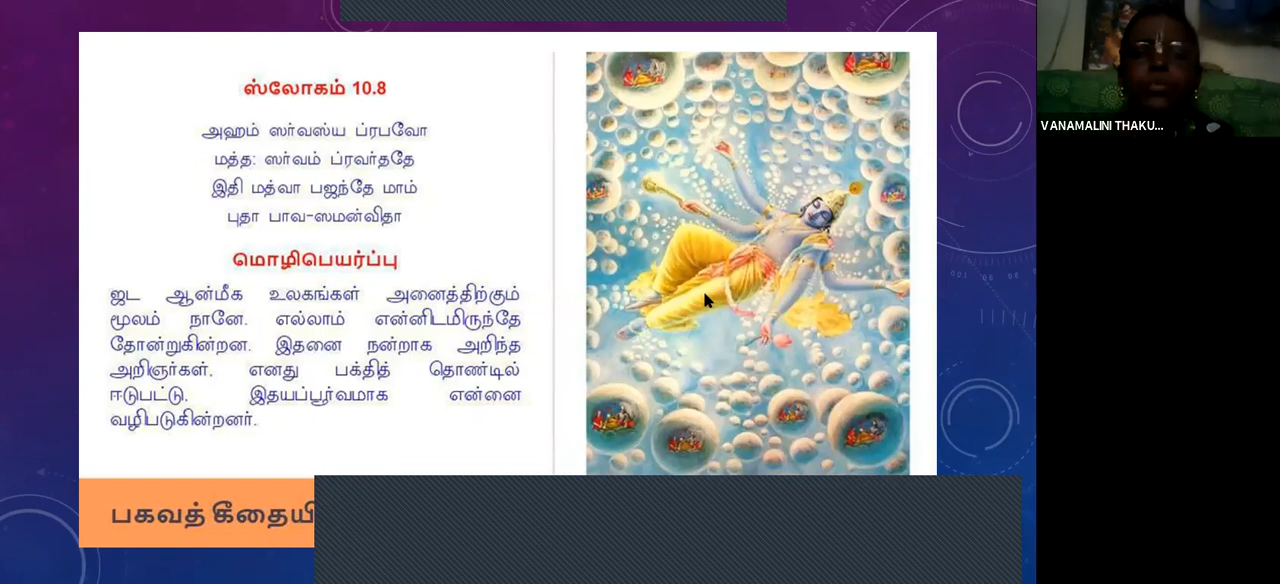 ஸ்லோகம் 10.8
அஹம் ஸர்வஸ்ய ப்ரபவோ
மத்த: ஸர்வம் ப்ரவர்ததே
இதி மத்வா பஜந்தே மாம்
புதா பாவ-ஸமன்விதா
மொழிபெயர்ப்பு
ஜட ஆன்மீக உலகங்கள் அனைத்திற்கும்
மூலம் நானே. எல்லாம் என்னிடமிருந்தே
தோன்றுகின்றன. இதனை நன்றாக அறிந்த
அறிஞர்கள், எனது பக்தித் தொண்டில்
ஈடுபட்டு, இதயப்பூர்வமாக என்னை
வழிபடுகின்றனர்.
பகவத் கீதையி
VANAMALINI THAKU...